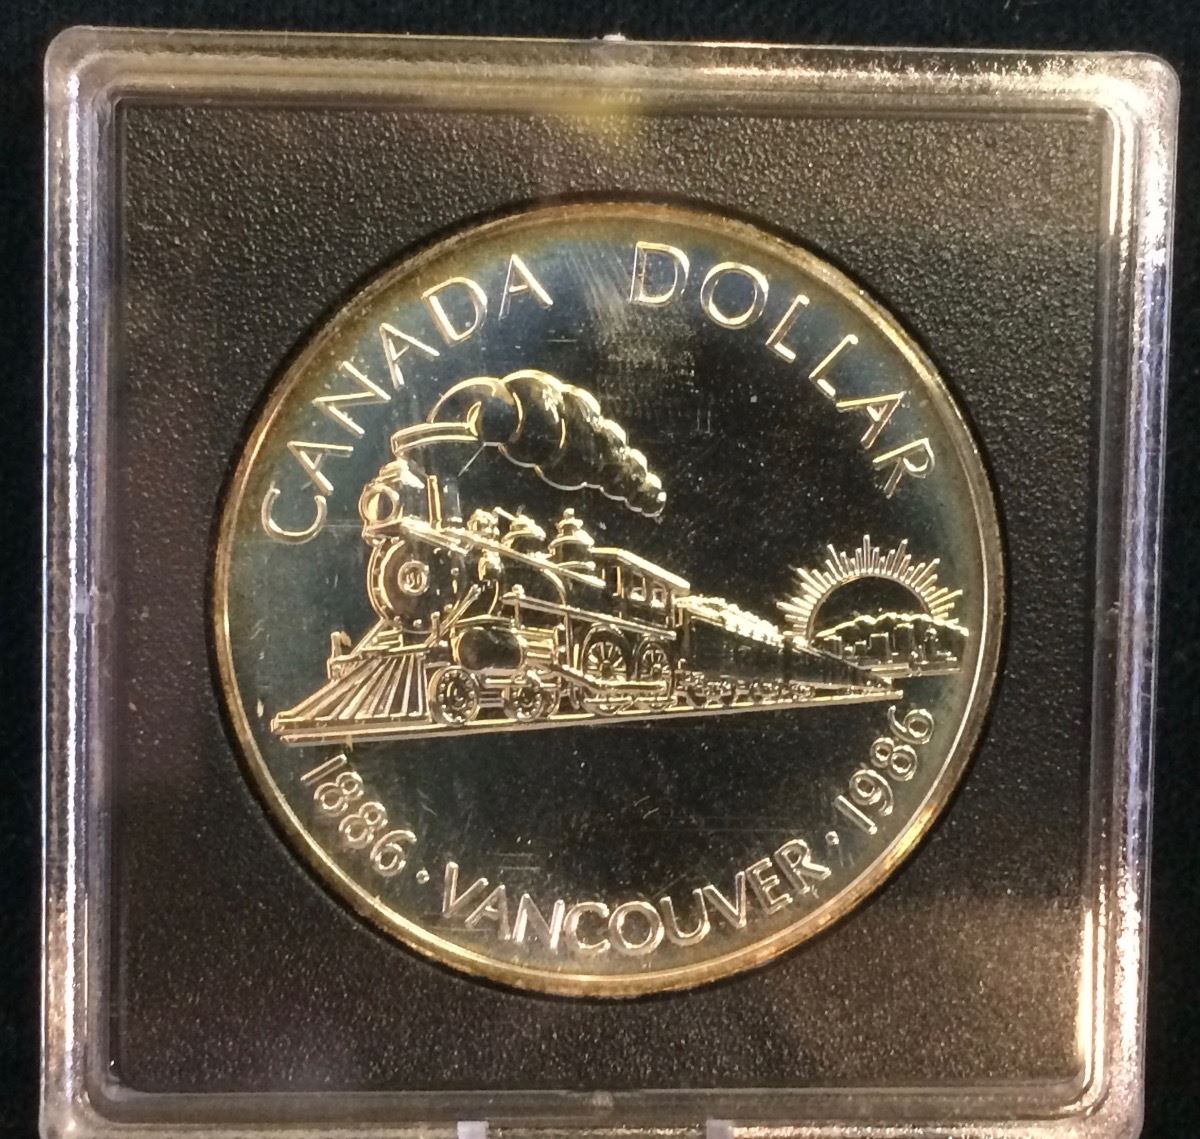 CANADA DOLLAR
1886 · VANCOUVER · 1986